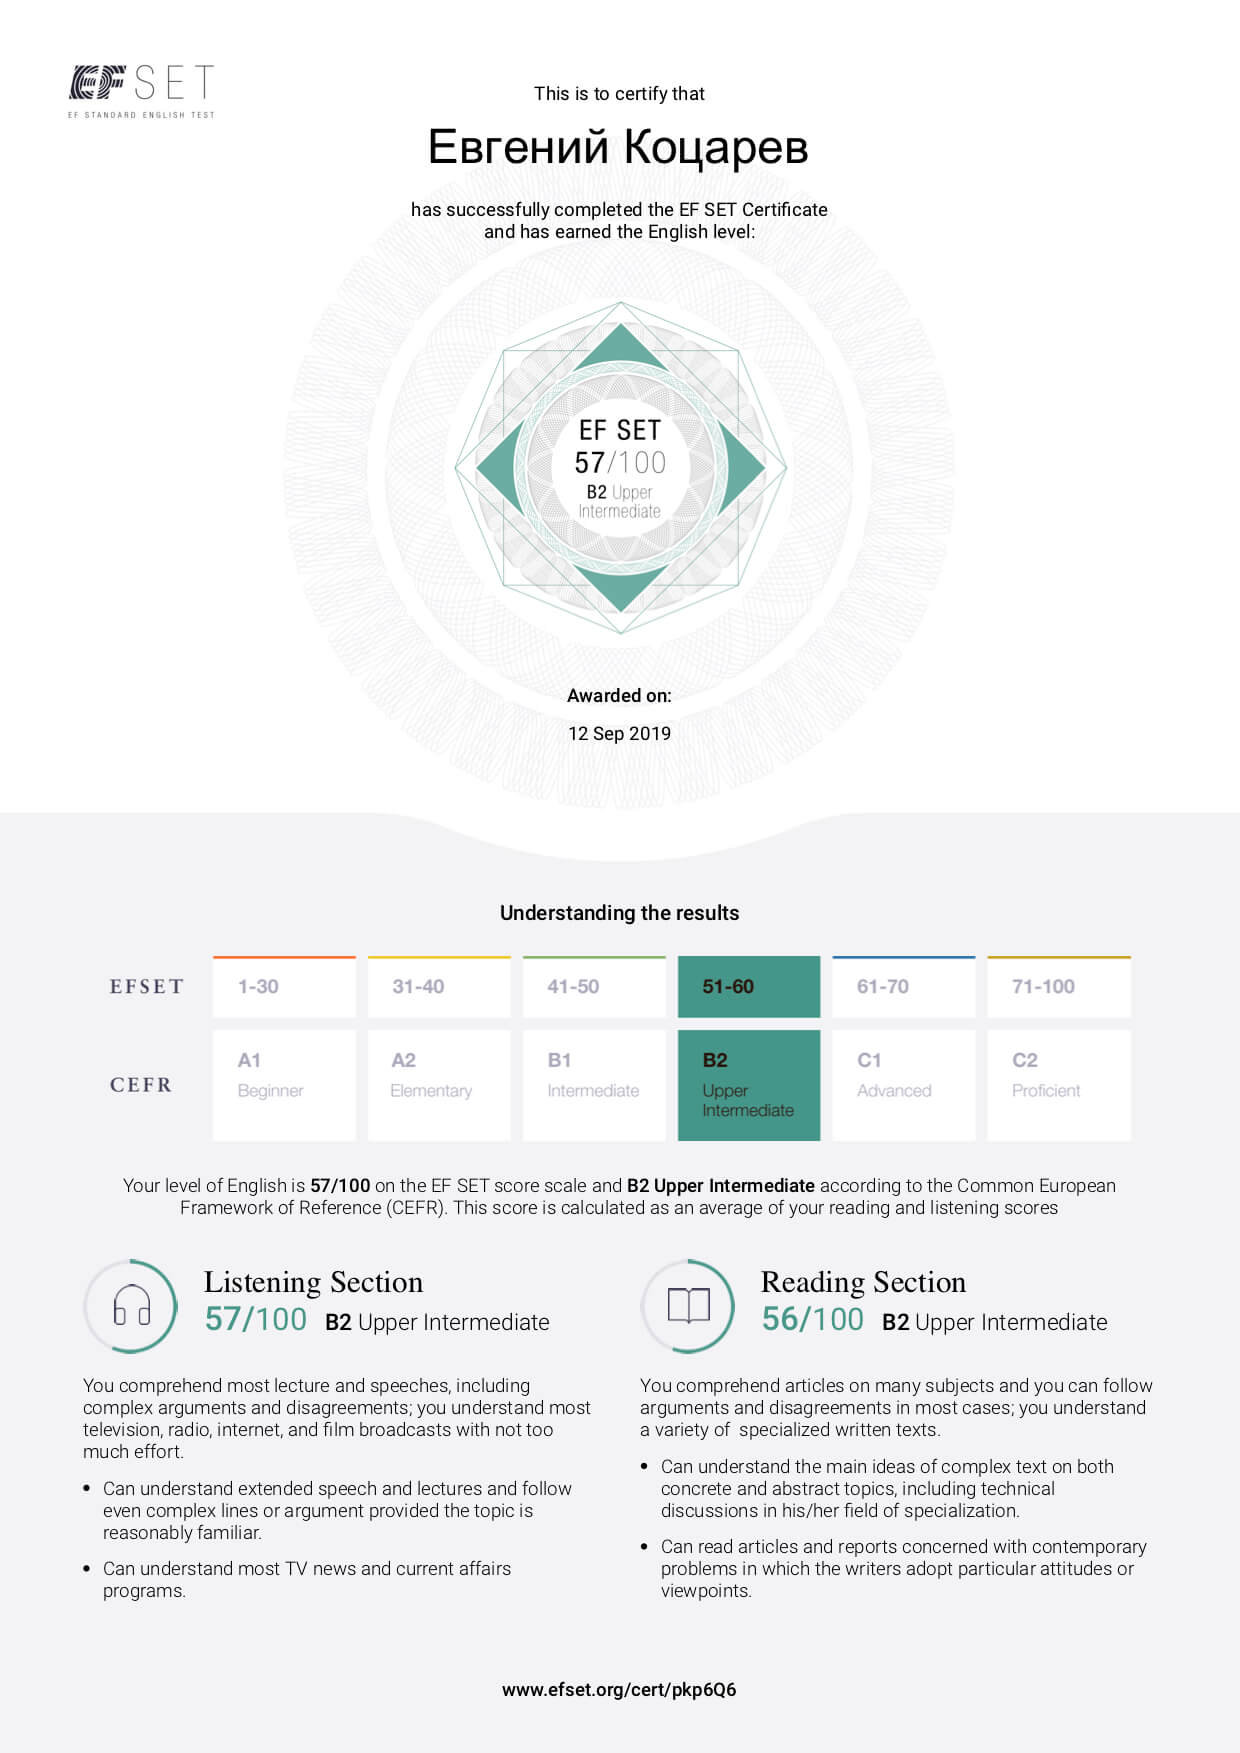 EF SET
EF STANDARD ENGLISH TEST
This is to certify that
Евгений Коцарев
has successfully completed the EF SET Certificate
and has earned the English level:
EF SET
57/100
B2 Upper
Intermediate
Awarded on:
12 Sep 2019
Understanding the results
EFSET 1-30 31-40 41-50 51-60 61-70 71-100
CEFR
A1 A2 B1 B2 C1 C2
Beginner Elementary Intermediate Upper Advanced Proficient
Intermediate
Your level of English is 57/100 on the EF SET score scale and B2 Upper Intermediate according to the Common European
Framework of Reference (CEFR). This score is calculated as an average of your reading and listening scores
Listening Section
57/100 B2 Upper Intermediate
You comprehend most lecture and speeches, including
complex arguments and disagreements; you understand most
television, radio, internet, and film broadcasts with not too
much effort.
• Can understand extended speech and lectures and follow
even complex lines or argument provided the topic is
reasonably familiar.
• Can understand most TV news and current affairs
programs.
Reading Section
56/100 B2 Upper Intermediate
You comprehend articles on many subjects and you can follow
arguments and disagreements in most cases; you understand
a variety of  specialized written texts.
• Can understand the main ideas of complex text on both
concrete and abstract topics, including technical
discussions in his/her field of specialization.
• Can read articles and reports concerned with contemporary
problems in which the writers adopt particular attitudes or
viewpoints.
www.efset.org/cert/pkp6Q6